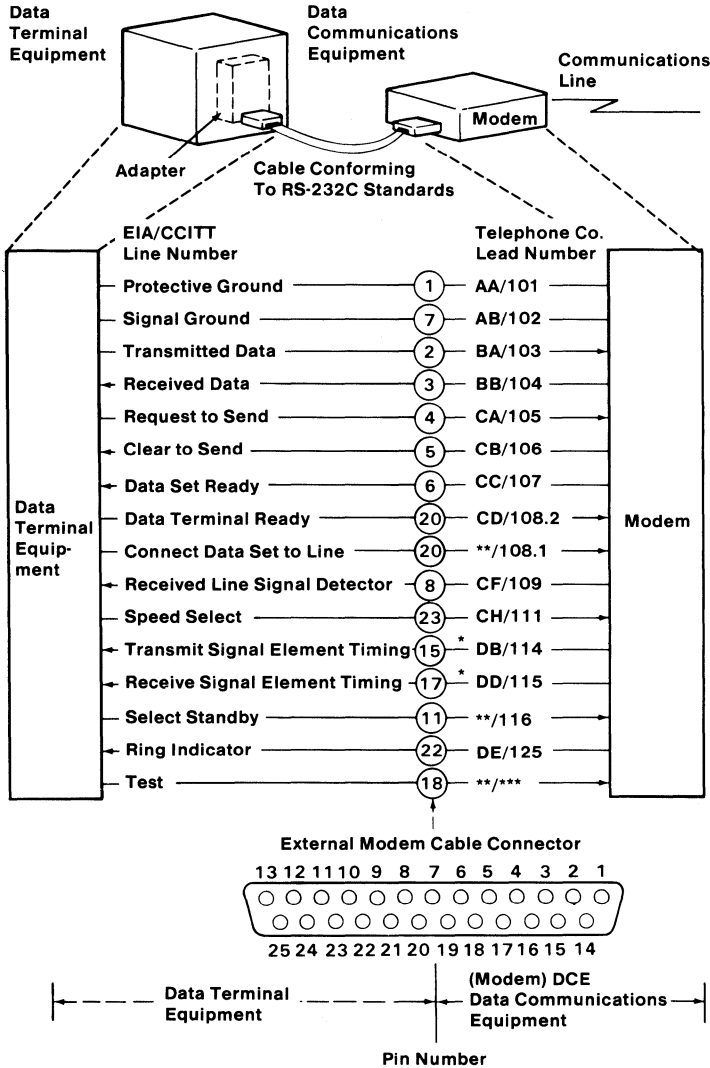 Data
Terminal
Equipment
Data
Communications
Equipment
Communications
Line
Modem
Adapter
Cable Conforming
To RS-232C Standards
EIA/CCITT
Line Number
Telephone Co.
Lead Number
Protective Ground 1 AA/101
Signal Ground 7 AB/102
Transmitted Data 2 BA/103
Received Data 3 BB/104
Request to Send 4 CA/105
Clear to Send 5 CB/106
Data Set Ready 6 CC/107
Data Terminal Ready 20 CD/108.2
Connect Data Set to Line 20 **/108.1
Received Line Signal Detector 8 CF/109
Speed Select 23 CH/111
Transmit Signal Element Timing 15 * DB/114
Receive Signal Element Timing 17 * DD/115
Select Standby 11 **/116
Ring Indicator 22 DE/125
Test 18 **/***
Data
Terminal
Equip-
ment
Modem
External Modem Cable Connector
13 12 11 10 9 8 7 6 5 4 3 2 1
25 24 23 22 21 20 19 18 17 16 15 14
Data Terminal
Equipment
(Modem) DCE
Data Communications
Equipment
Pin Number